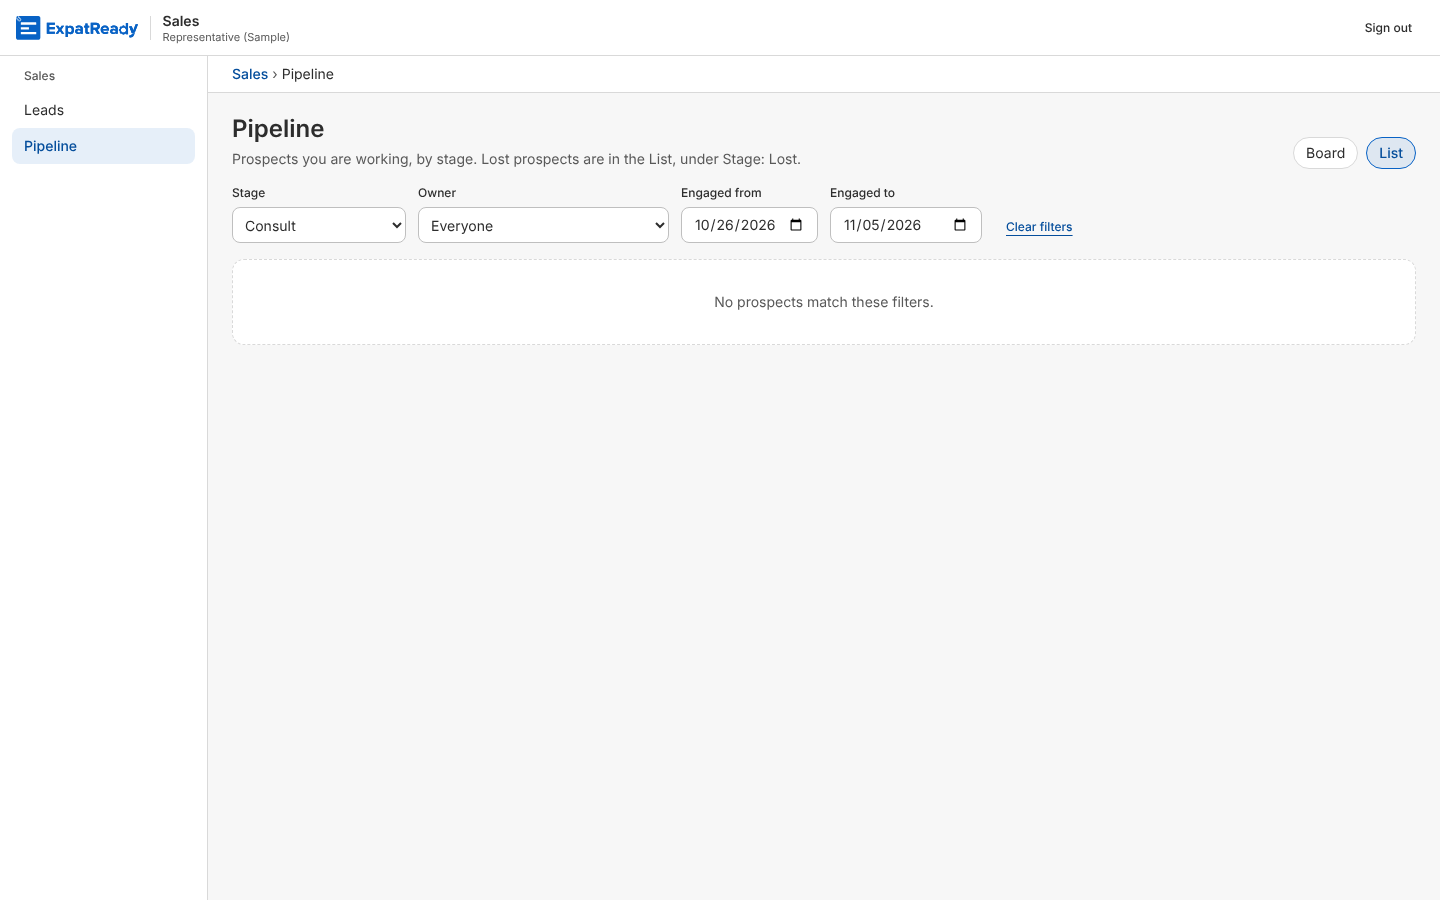 ExpatReady
Sales
Representative (Sample)
Sign out
Sales
Leads
Pipeline
Sales › Pipeline
Pipeline
Prospects you are working, by stage. Lost prospects are in the List, under Stage: Lost.
Board
List
Stage
Owner
Engaged from
Engaged to
Consult
Everyone
10/26/2026
11/05/2026
Clear filters
No prospects match these filters.